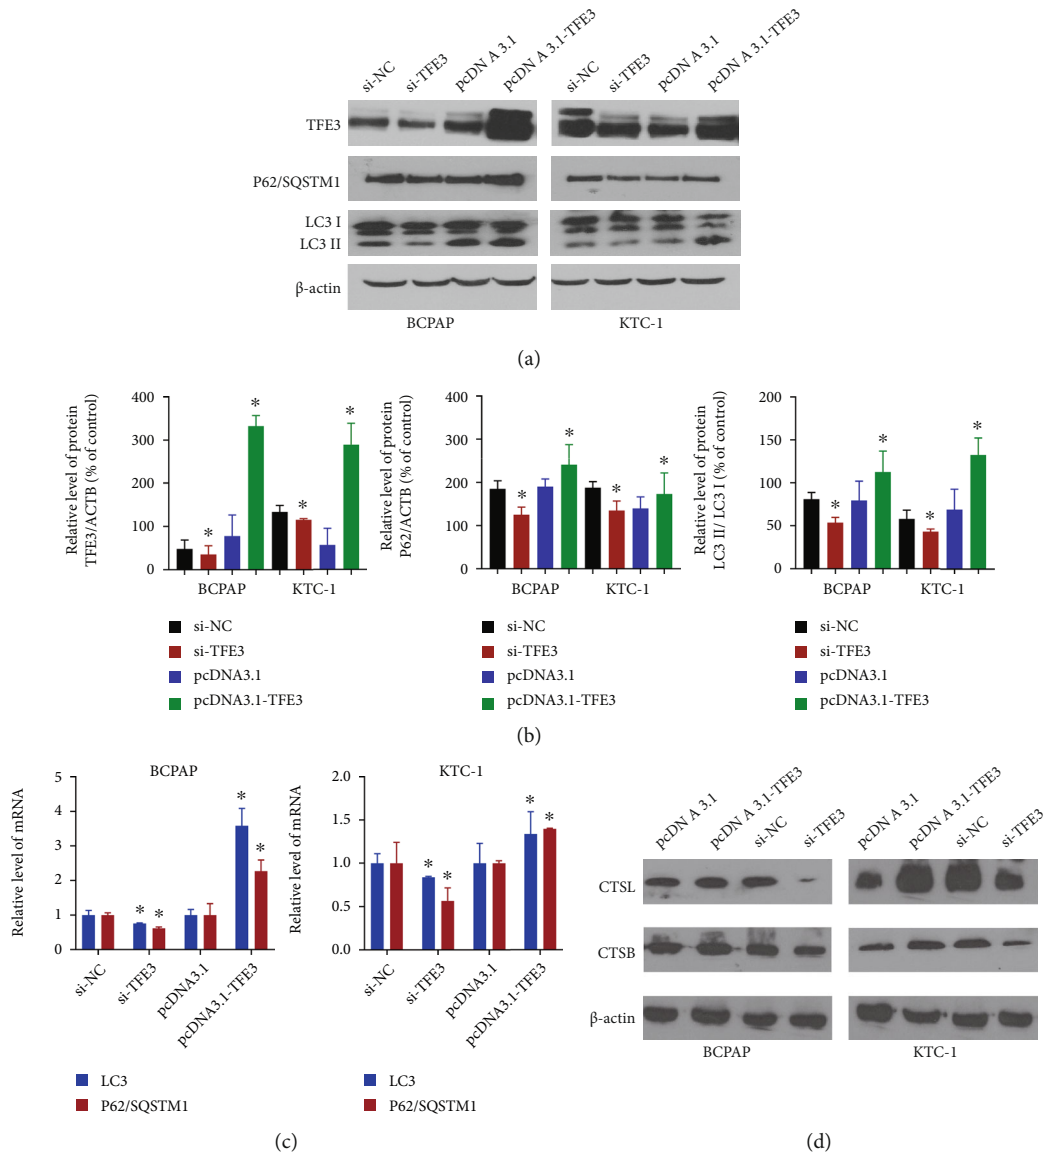 si-NC si-TFE3 pcDN A 3.1 pcDN A 3.1-TFE3 si-NC si-TFE3 pcDN A 3.1 pcDN A 3.1-TFE3
TFE3
P62/SQSTM1
LC3 I
LC3 II
β-actin
BCPAP KTC-1
(a)
Relative level of protein
TFE3/ACTB (% of control)
400
300
200
100
0
* * * *
BCPAP KTC-1
si-NC
si-TFE3
pcDNA3.1
pcDNA3.1-TFE3
Relative level of protein
P62/ACTB (% of control)
400
300
200
100
0
* * * *
BCPAP KTC-1
si-NC
si-TFE3
pcDNA3.1
pcDNA3.1-TFE3
Relative level of protein
LC3 II/ LC3 I (% of control)
200
150
100
50
0
* * * *
BCPAP KTC-1
si-NC
si-TFE3
pcDNA3.1
pcDNA3.1-TFE3
(b)
BCPAP
Relative level of mRNA
5
4
3
2
1
0
* * * *
si-NC si-TFE3 pcDNA3.1 pcDNA3.1-TFE3
LC3
P62/SQSTM1
KTC-1
Relative level of mRNA
2.0
1.5
1.0
0.5
0.0
* * * *
si-NC si-TFE3 pcDNA3.1 pcDNA3.1-TFE3
LC3
P62/SQSTM1
(c)
pcDN A 3.1 pcDN A 3.1-TFE3 si-NC si-TFE3 pcDN A 3.1 pcDN A 3.1-TFE3 si-NC si-TFE3
CTSL
CTSB
β-actin
BCPAP KTC-1
(d)